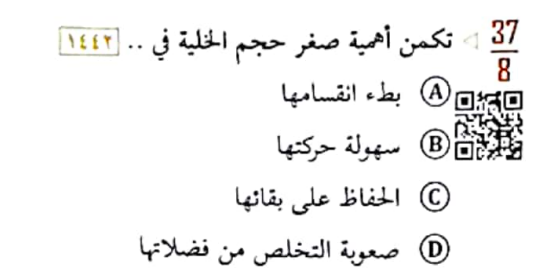 37/8 ◁ تكمن أهمية صغر حجم الخلية في .. ١٤٤٢
A بطء انقسامها
B سهولة حركتها
C الحفاظ على بقائها
D صعوبة التخلص من فضلاتها